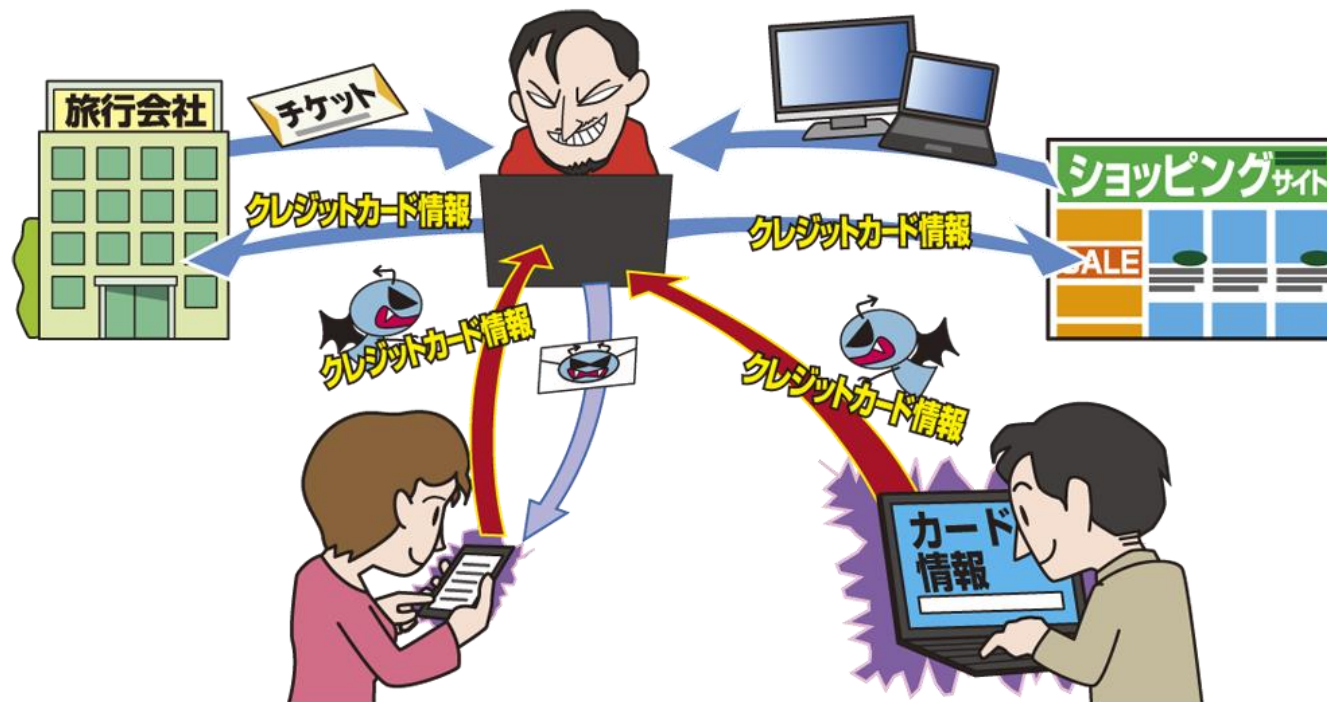 旅行会社
チケット
ショッピングサイト
SALE
クレジットカード情報
クレジットカード情報
クレジットカード情報
クレジットカード情報
カード
情報